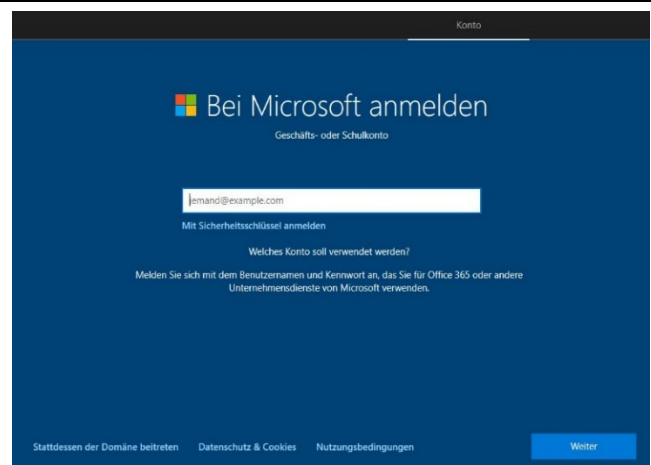 Konto
Bei Microsoft anmelden
Geschäfts- oder Schulkonto
jemand@example.com
Mit Sicherheitsschlüssel anmelden
Welches Konto soll verwendet werden?
Melden Sie sich mit dem Benutzernamen und Kennwort an, das Sie für Office 365 oder andere
Unternehmensdienste von Microsoft verwenden.
Stattdessen der Domäne beitreten Datenschutz & Cookies Nutzungsbedingungen Weiter